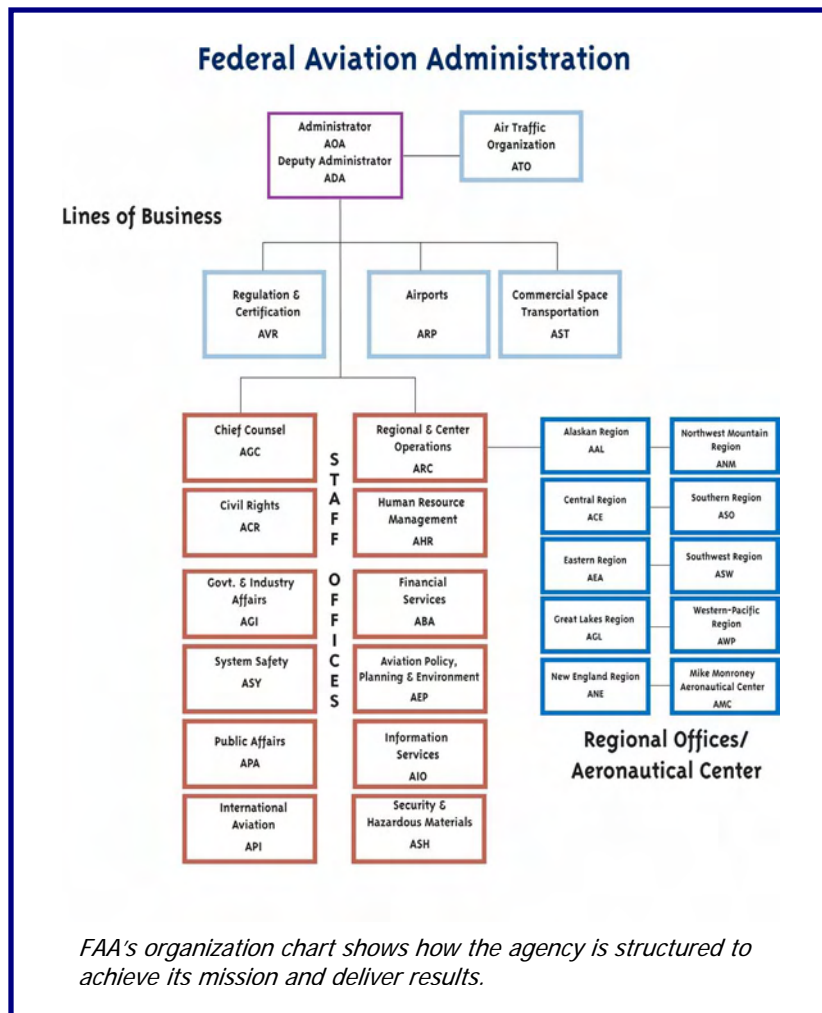 Federal Aviation Administration
Administrator
AOA
Deputy Administrator
ADA
Air Traffic
Organization
ATO
Lines of Business
Regulation &
Certification
AVR
Airports
ARP
Commercial Space
Transportation
AST
STAFF OFFICES
Chief Counsel
AGC
Regional & Center
Operations
ARC
Civil Rights
ACR
Human Resource
Management
AHR
Govt. & Industry
Affairs
AGI
Financial
Services
ABA
System Safety
ASY
Aviation Policy,
Planning & Environment
AEP
Public Affairs
APA
Information
Services
AIO
International
Aviation
API
Security &
Hazardous Materials
ASH
Alaskan Region
AAL
Northwest Mountain
Region
ANM
Central Region
ACE
Southern Region
ASO
Eastern Region
AEA
Southwest Region
ASW
Great Lakes Region
AGL
Western-Pacific
Region
AWP
New England Region
ANE
Mike Monroney
Aeronautical Center
AMC
Regional Offices/
Aeronautical Center
FAA's organization chart shows how the agency is structured to
achieve its mission and deliver results.